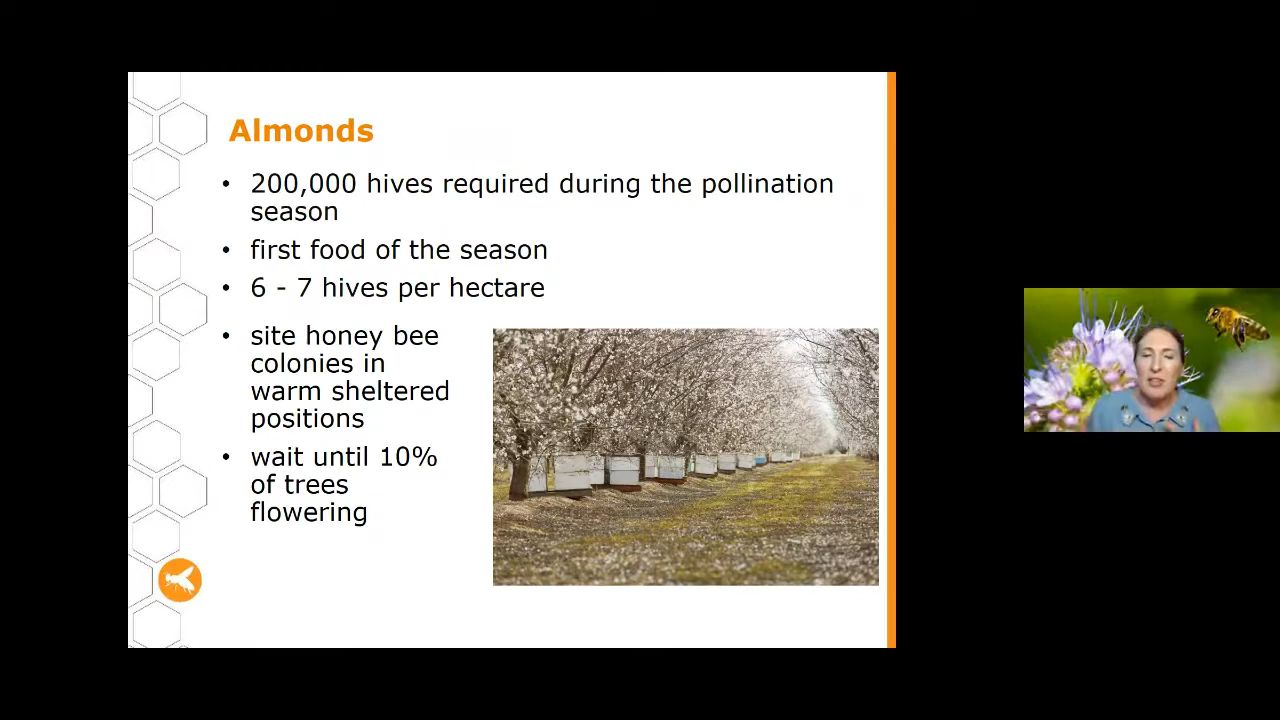 Almonds
• 200,000 hives required during the pollination
season
• first food of the season
• 6 - 7 hives per hectare
• site honey bee
colonies in
warm sheltered
positions
• wait until 10%
of trees
flowering